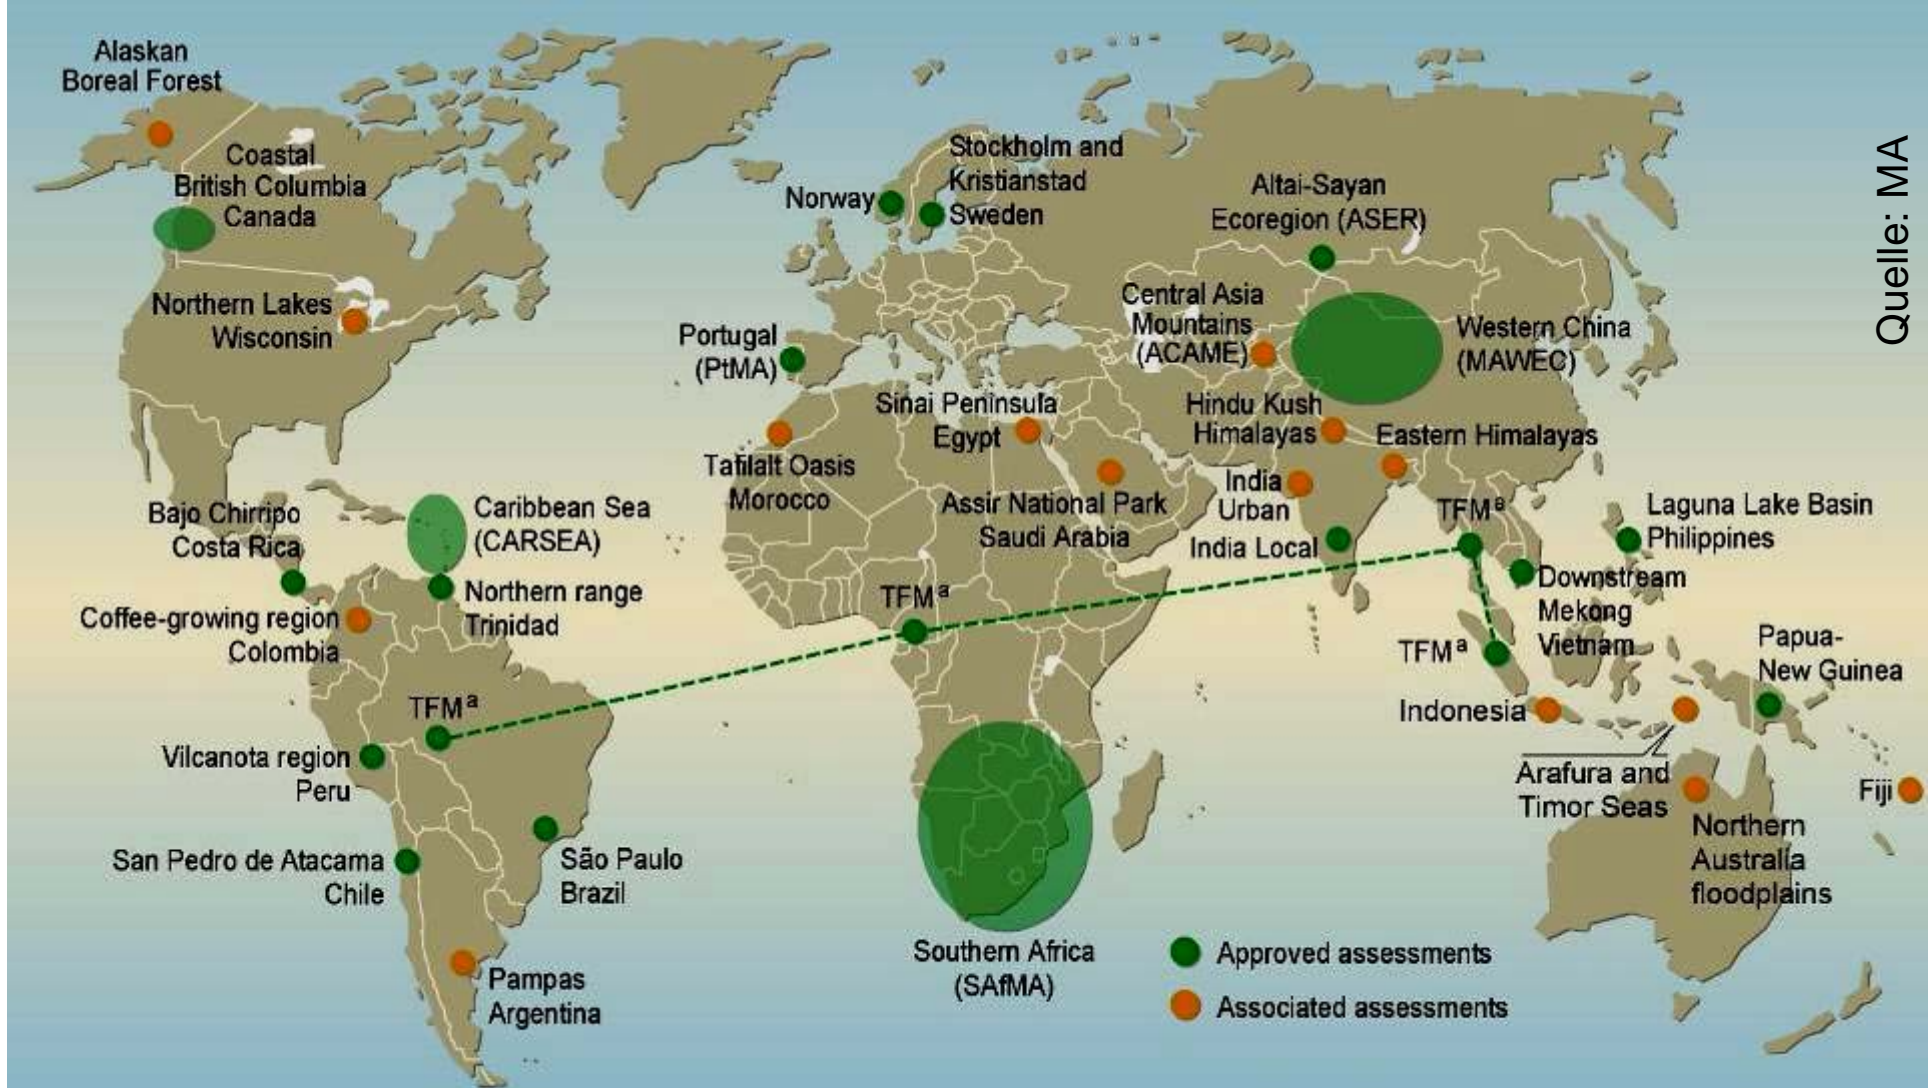 Alaskan
Boreal Forest
Coastal
British Columbia
Canada
Northern Lakes
Wisconsin
Bajo Chirripo
Costa Rica
Caribbean Sea
(CARSEA)
Northern range
Trinidad
Coffee-growing region
Colombia
TFMª
Vilcanota region
Peru
San Pedro de Atacama
Chile
São Paulo
Brazil
Pampas
Argentina
Norway
Stockholm and
Kristianstad
Sweden
Portugal
(PtMA)
Tafilalt Oasis
Morocco
Sinai Peninsula
Egypt
Assir National Park
Saudi Arabia
TFMª
Southern Africa
(SAfMA)
Altai-Sayan
Ecoregion (ASER)
Central Asia
Mountains
(ACAME)
Western China
(MAWEC)
Hindu Kush
Himalayas
Eastern Himalayas
India
Urban
India Local
TFMª
Laguna Lake Basin
Philippines
Downstream
Mekong
Vietnam
TFMª
Papua-
New Guinea
Indonesia
Arafura and
Timor Seas
Fiji
Northern
Australia
floodplains
Approved assessments
Associated assessments
Quelle: MA